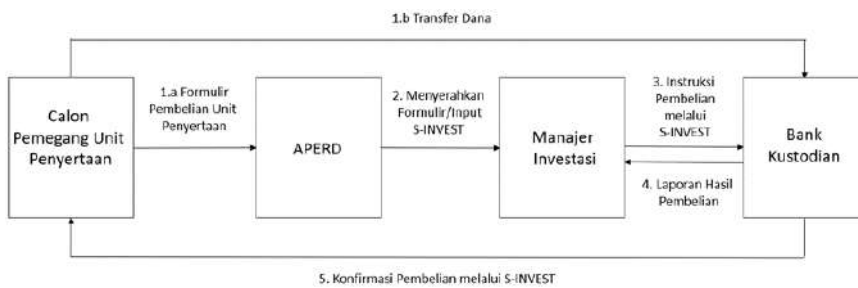 1.b Transfer Dana
Calon
Pemegang Unit
Penyertaan
1.a Formulir
Pembelian Unit
Penyertaan
APERD
2. Menyerahkan
Formulir/Input
S-INVEST
Manajer
Investasi
3. Instruksi
Pembelian
melalui
S-INVEST
4. Laporan Hasil
Pembelian
Bank
Kustodian
5. Konfirmasi Pembelian melalui S-INVEST